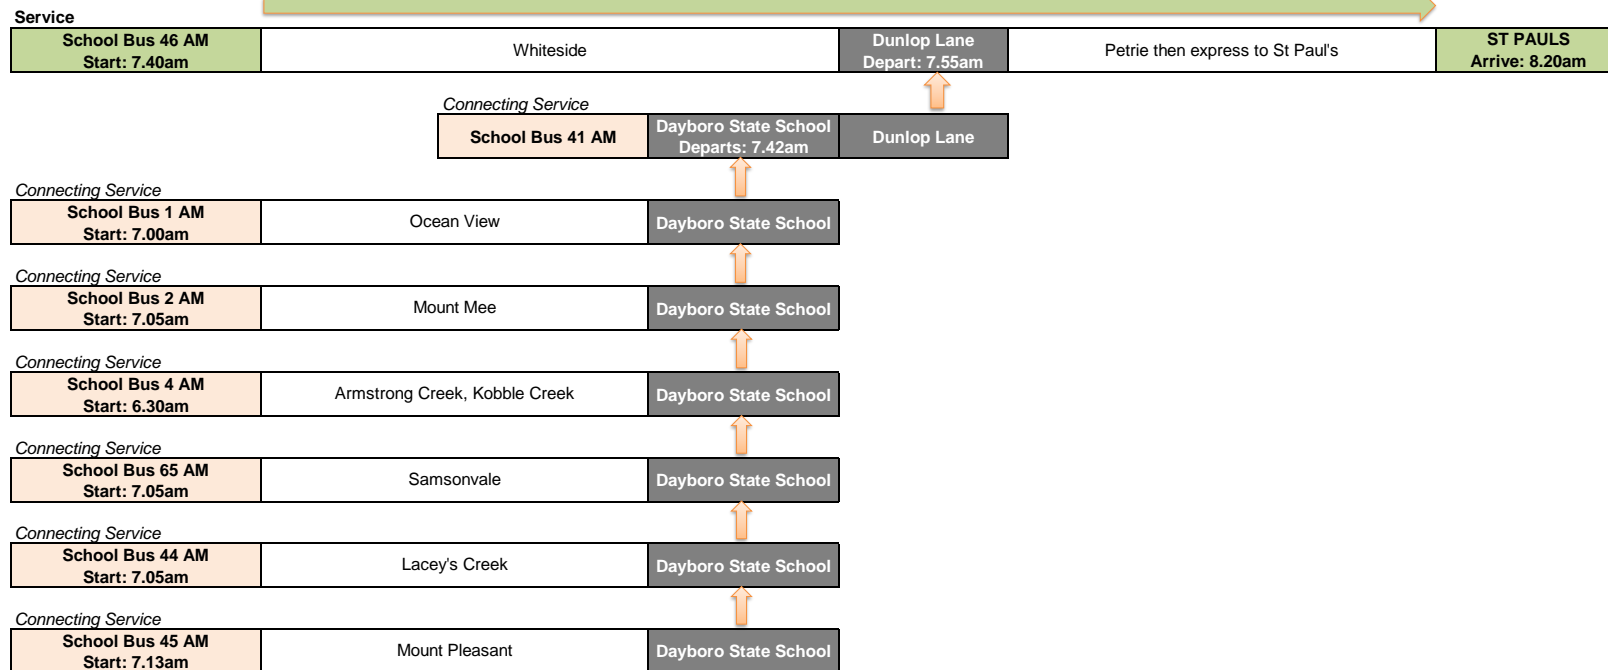 Service
School Bus 46 AM
Start: 7.40am
Whiteside
Dunlop Lane
Depart: 7.55am
Petrie then express to St Paul's
ST PAULS
Arrive: 8.20am
Connecting Service
School Bus 41 AM
Dayboro State School
Departs: 7.42am
Dunlop Lane
Connecting Service
School Bus 1 AM
Start: 7.00am
Ocean View
Dayboro State School
Connecting Service
School Bus 2 AM
Start: 7.05am
Mount Mee
Dayboro State School
Connecting Service
School Bus 4 AM
Start: 6.30am
Armstrong Creek, Kobble Creek
Dayboro State School
Connecting Service
School Bus 65 AM
Start: 7.05am
Samsonvale
Dayboro State School
Connecting Service
School Bus 44 AM
Start: 7.05am
Lacey's Creek
Dayboro State School
Connecting Service
School Bus 45 AM
Start: 7.13am
Mount Pleasant
Dayboro State School